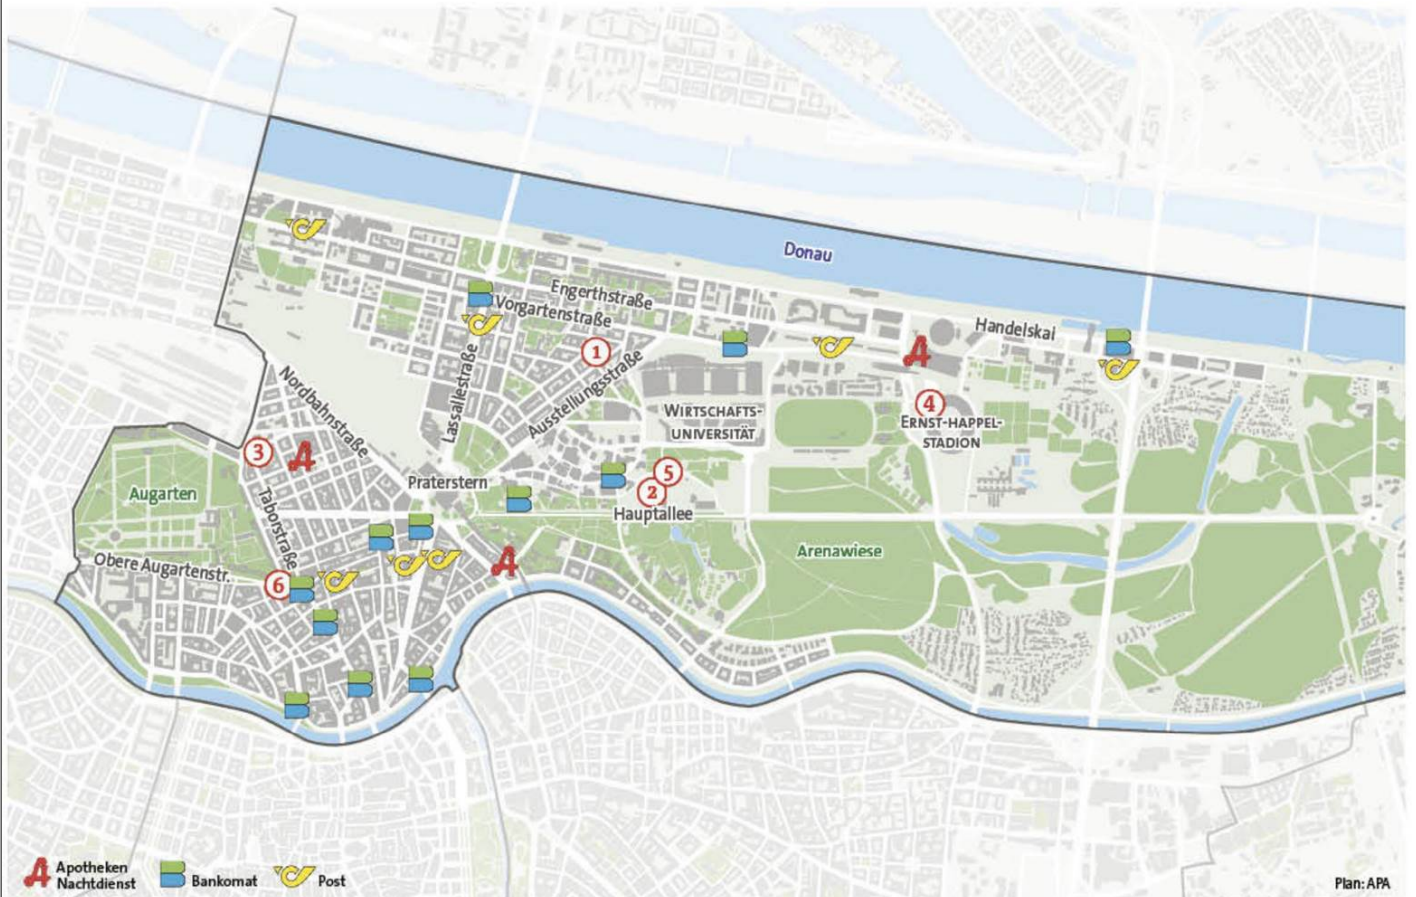 Donau
Engerthstraße
Vorgartenstraße
Handelskai
1
Ausstellungsstraße
Lassallestraße
Nordbahnstraße
4
WIRTSCHAFTS-
UNIVERSITÄT
ERNST-HAPPEL-
STADION
3
5
2
Praterstern
Augarten
Hauptallee
Taborstraße
Arenawiese
Obere Augartenstr.
6
Apotheken
Nachtdienst
Bankomat
Post
Plan: APA